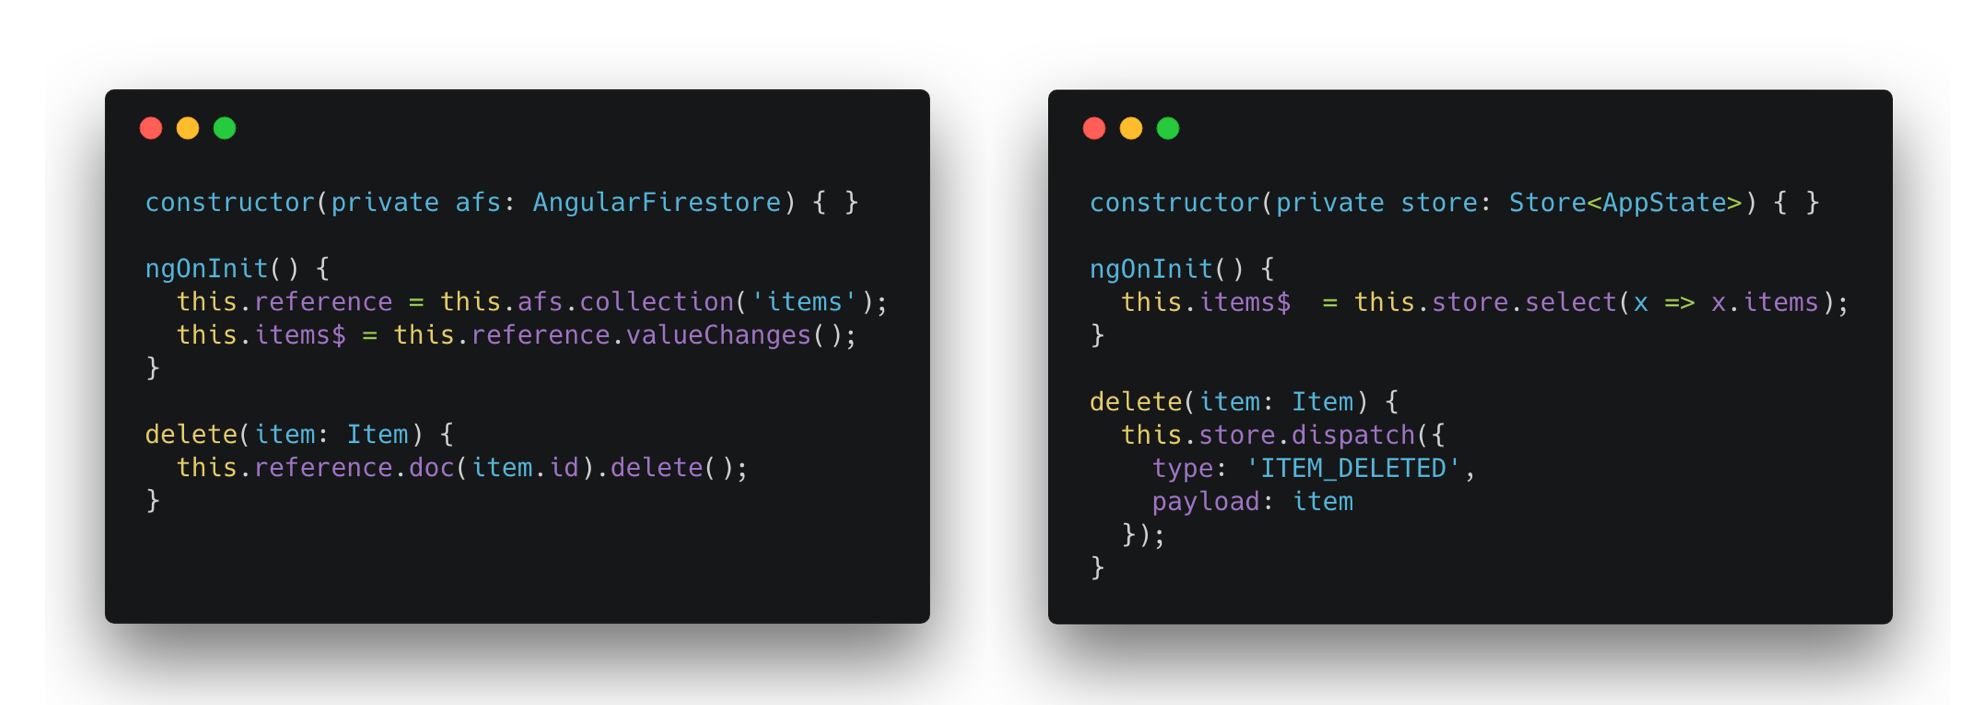 constructor(private afs: AngularFirestore) { }
ngOnInit() {
  this.reference = this.afs.collection('items');
  this.items$ = this.reference.valueChanges();
}
delete(item: Item) {
  this.reference.doc(item.id).delete();
}
constructor(private store: Store<AppState>) { }
ngOnInit() {
  this.items$  = this.store.select(x => x.items);
}
delete(item: Item) {
  this.store.dispatch({
    type: 'ITEM_DELETED',
    payload: item
  });
}